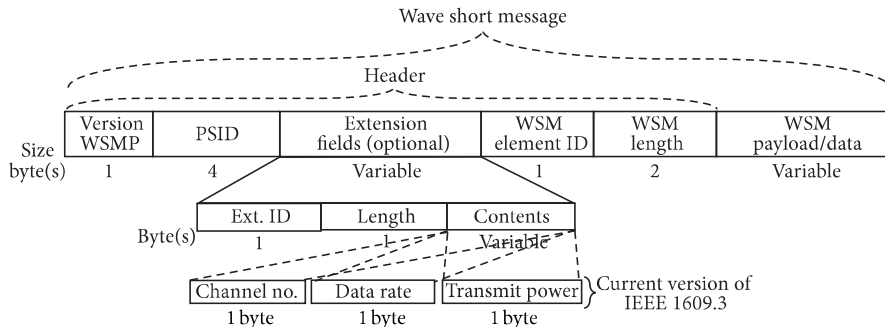 Wave short message
Header
Version WSMP
PSID
Extension fields (optional)
WSM element ID
WSM length
WSM payload/data
Size byte(s)
1
4
Variable
1
2
Variable
Ext. ID
Length
Contents
Byte(s)
1
1
Variable
Channel no.
Data rate
Transmit power
Current version of
IEEE 1609.3
1 byte
1 byte
1 byte